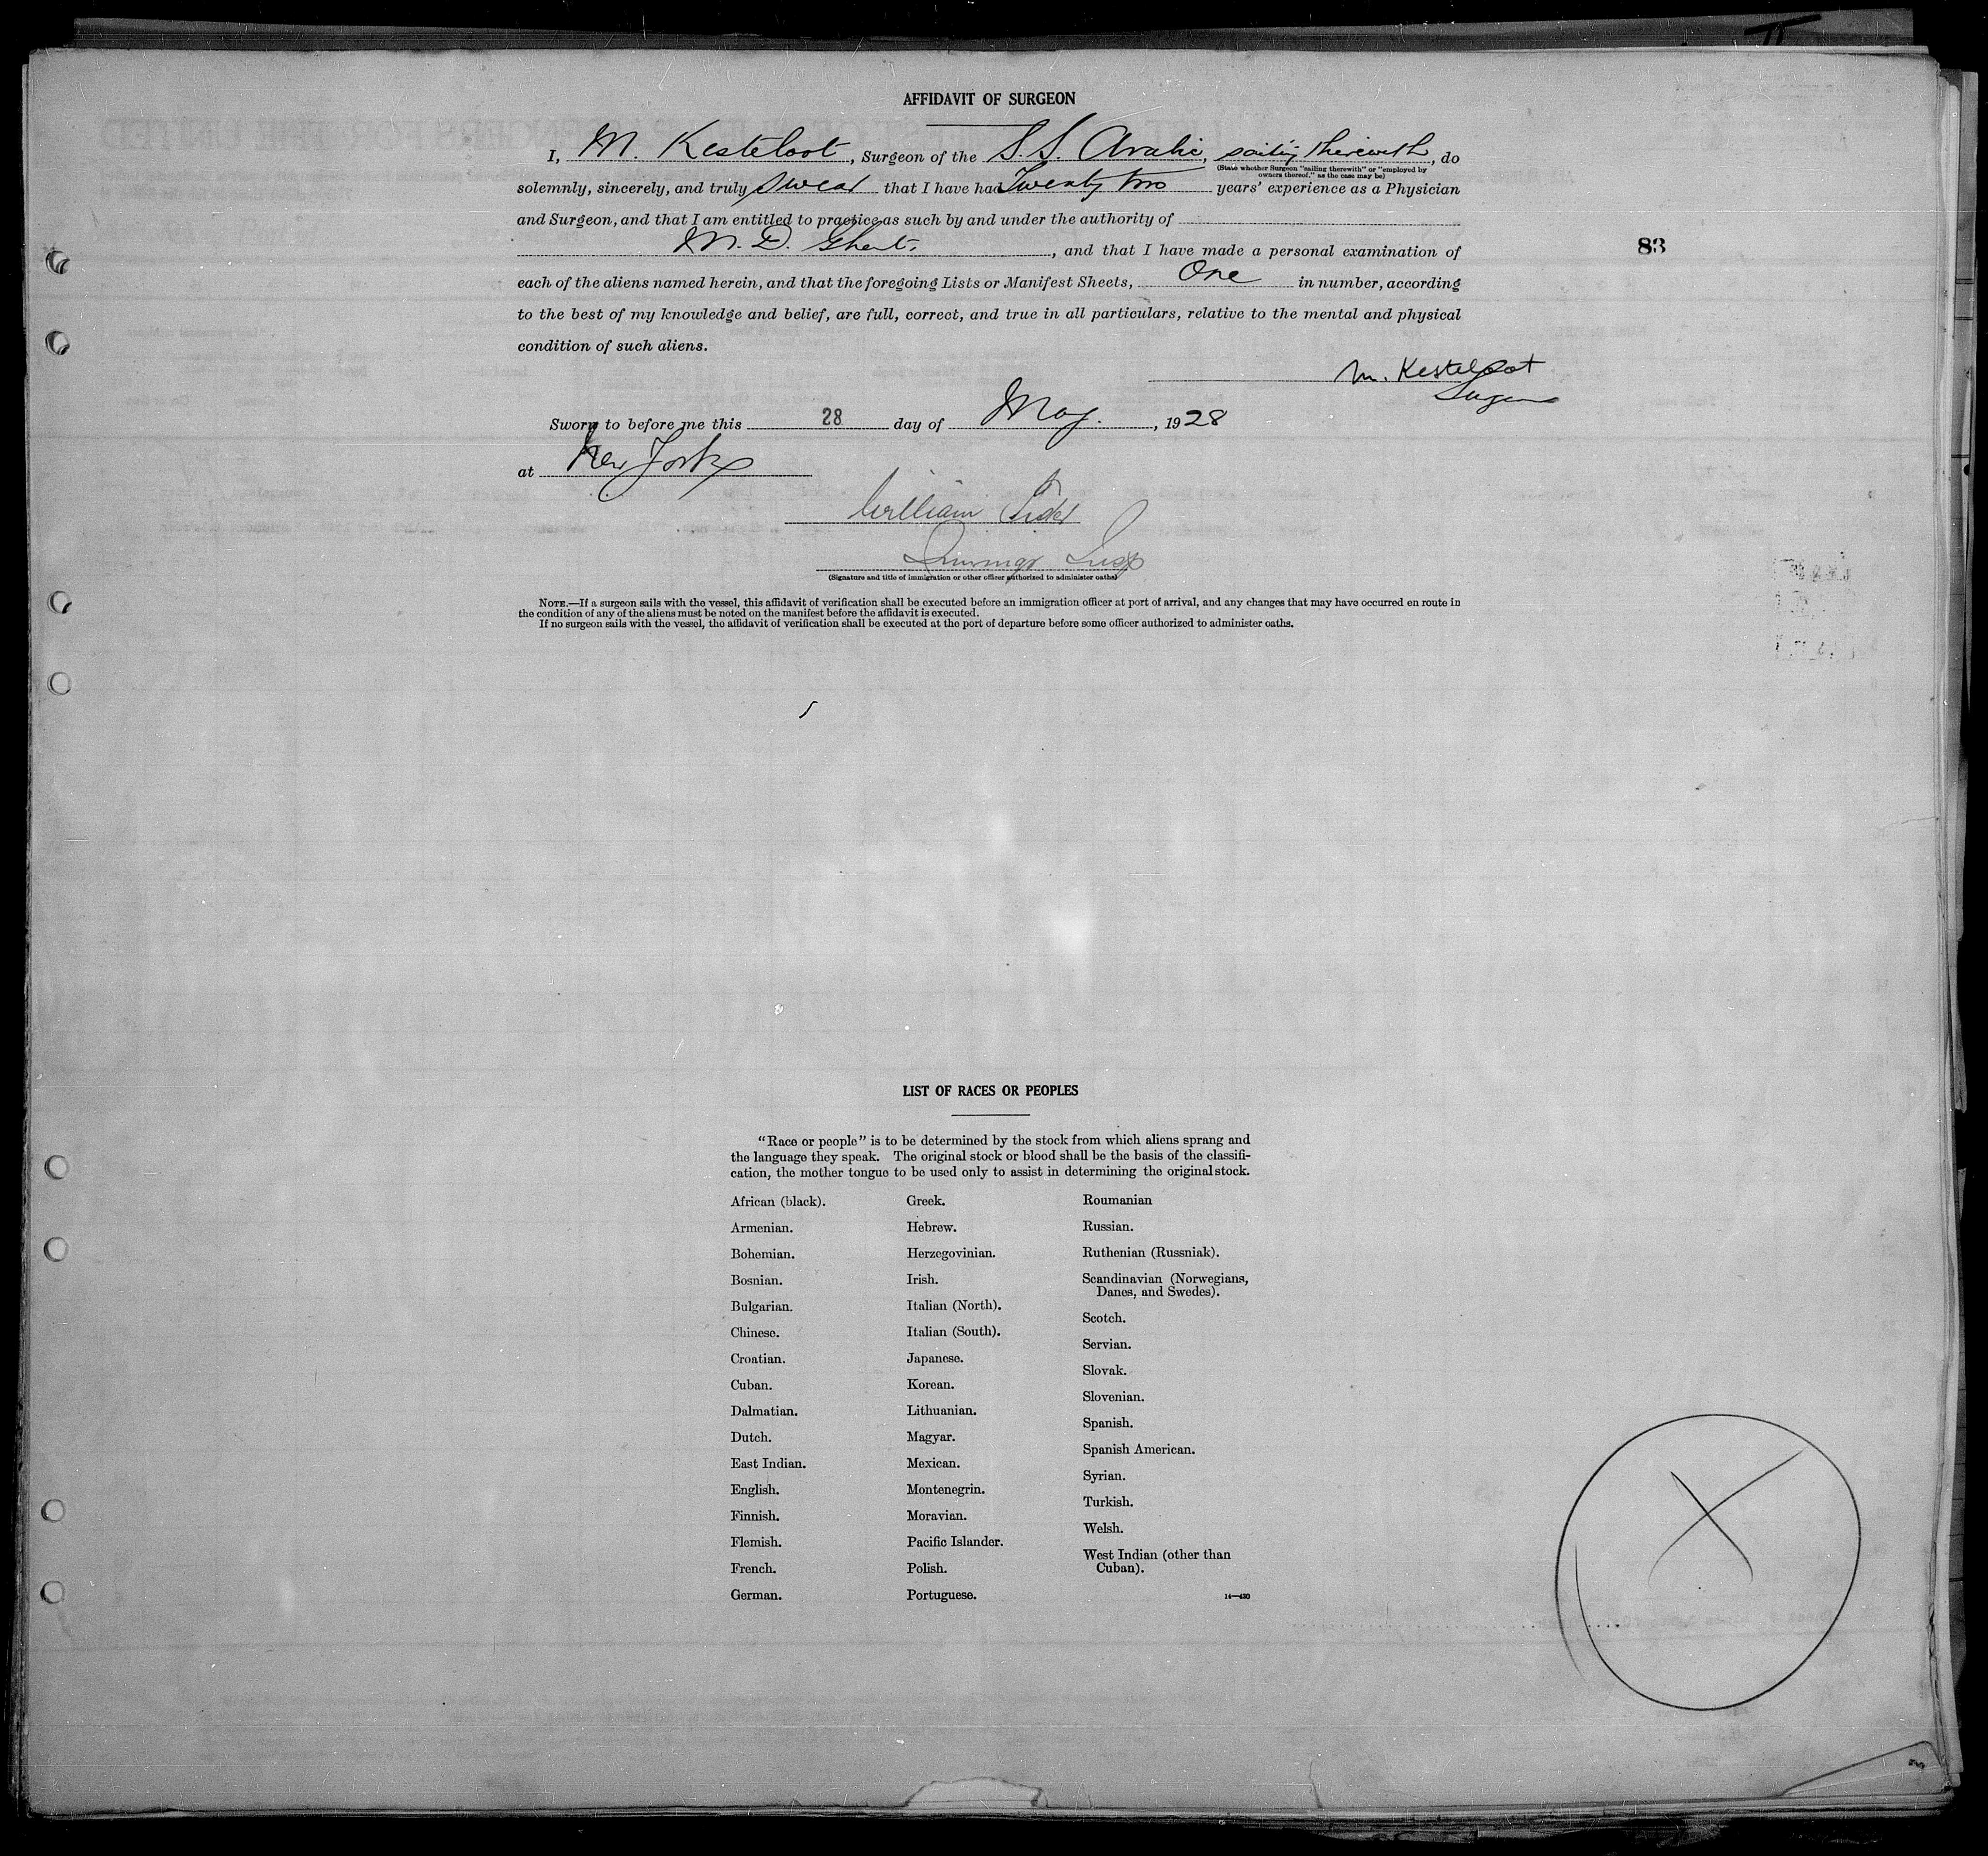 AFFIDAVIT OF SURGEON
I, M. Kesteloot, Surgeon of the S.S. Arabic, sailing therewith, do
(State whether Surgeon "sailing therewith" or "employed by
owners thereof," as the case may be)
solemnly, sincerely, and truly swear that I have had Twenty two years' experience as a Physician
and Surgeon, and that I am entitled to practice as such by and under the authority of
M. D. Ghent., and that I have made a personal examination of
83
each of the aliens named herein, and that the foregoing Lists or Manifest Sheets, One in number, according
to the best of my knowledge and belief, are full, correct, and true in all particulars, relative to the mental and physical
condition of such aliens.
M. Kesteloot
Surgeon
Sworn to before me this 28 day of May., 1928
at New York
William
Immigr Insp
(Signature and title of immigration or other officer authorized to administer oaths)
NOTE.—If a surgeon sails with the vessel, this affidavit of verification shall be executed before an immigration officer at port of arrival, and any changes that may have occurred en route in
the condition of any of the aliens must be noted on the manifest before the affidavit is executed.
If no surgeon sails with the vessel, the affidavit of verification shall be executed at the port of departure before some officer authorized to administer oaths.
LIST OF RACES OR PEOPLES
"Race or people" is to be determined by the stock from which aliens sprang and
the language they speak. The original stock or blood shall be the basis of the classifi-
cation, the mother tongue to be used only to assist in determining the original stock.
African (black).
Armenian.
Bohemian.
Bosnian.
Bulgarian.
Chinese.
Croatian.
Cuban.
Dalmatian.
Dutch.
East Indian.
English.
Finnish.
Flemish.
French.
German.
Greek.
Hebrew.
Herzegovinian.
Irish.
Italian (North).
Italian (South).
Japanese.
Korean.
Lithuanian.
Magyar.
Mexican.
Montenegrin.
Moravian.
Pacific Islander.
Polish.
Portuguese.
Roumanian
Russian.
Ruthenian (Russniak).
Scandinavian (Norwegians,
Danes, and Swedes).
Scotch.
Servian.
Slovak.
Slovenian.
Spanish.
Spanish American.
Syrian.
Turkish.
Welsh.
West Indian (other than
Cuban).
14—430
X
3